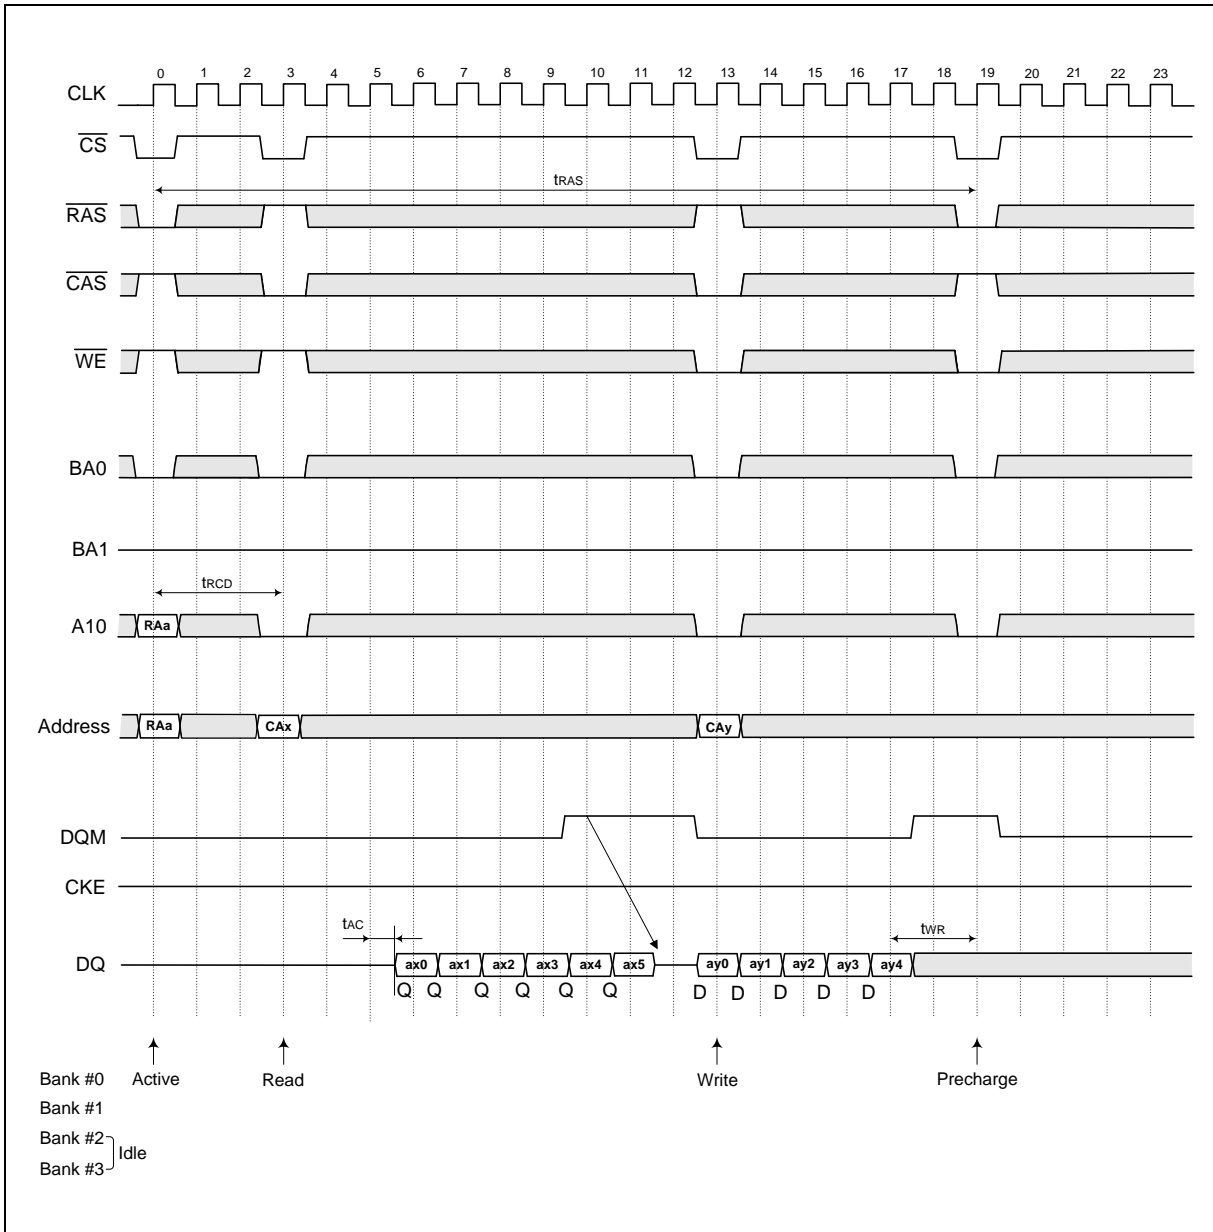 0 1 2 3 4 5 6 7 8 9 10 11 12 13 14 15 16 17 18 19 20 21 22 23
CLK
CS
tRAS
RAS
CAS
WE
BA0
BA1
tRCD
A10 RAa
Address RAa CAx CAy
DQM
CKE
tAC tWR
DQ ax0 ax1 ax2 ax3 ax4 ax5 ay0 ay1 ay2 ay3 ay4
Q Q Q Q Q Q D D D D D
Bank #0 Active Read Write Precharge
Bank #1
Bank #2
Idle
Bank #3